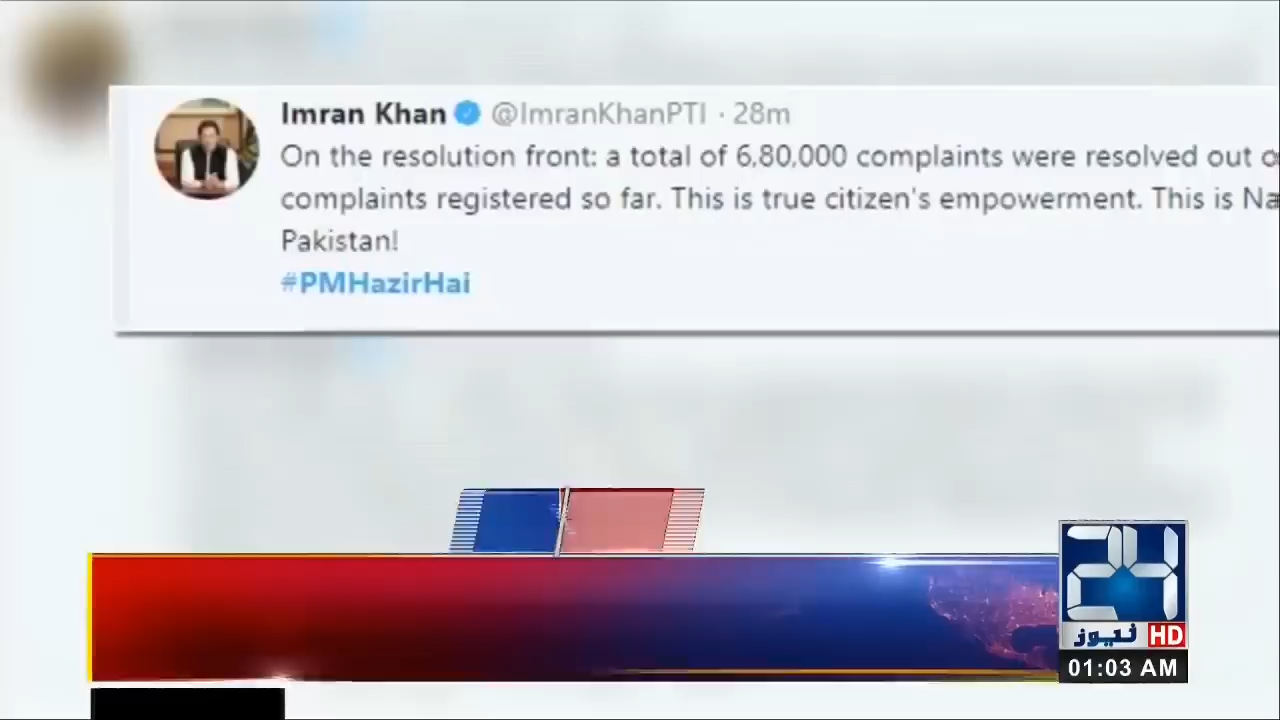 Imran Khan @ImranKhanPTI · 28m
On the resolution front: a total of 6,80,000 complaints were resolved out
complaints registered so far. This is true citizen's empowerment. This is
Pakistan!
#PMHazirHai
24
نیوز HD
01:03 AM